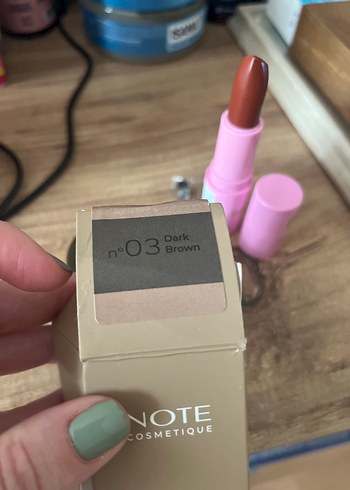 n°03 Dark
Brown
NOTE
COSMETIQUE